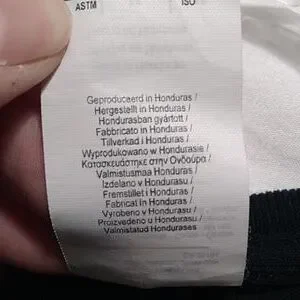 ASTM ISO
Geproduceerd in Honduras /
Hergestellt in Honduras /
Hondurasban gyártott /
Fabbricato in Honduras /
Tillverkad i Honduras /
Wyprodukowano w Hondurasie /
Κατασκευάστηκε στην Ονδούρα /
Valmistusmaa Honduras /
Izdelano v Hondurasu /
Fremstillet i Honduras /
Fabricat în Honduras /
Vyrobeno v Hondurasu /
Proizvedeno u Hondurasu /
Valmistatud Hondurases